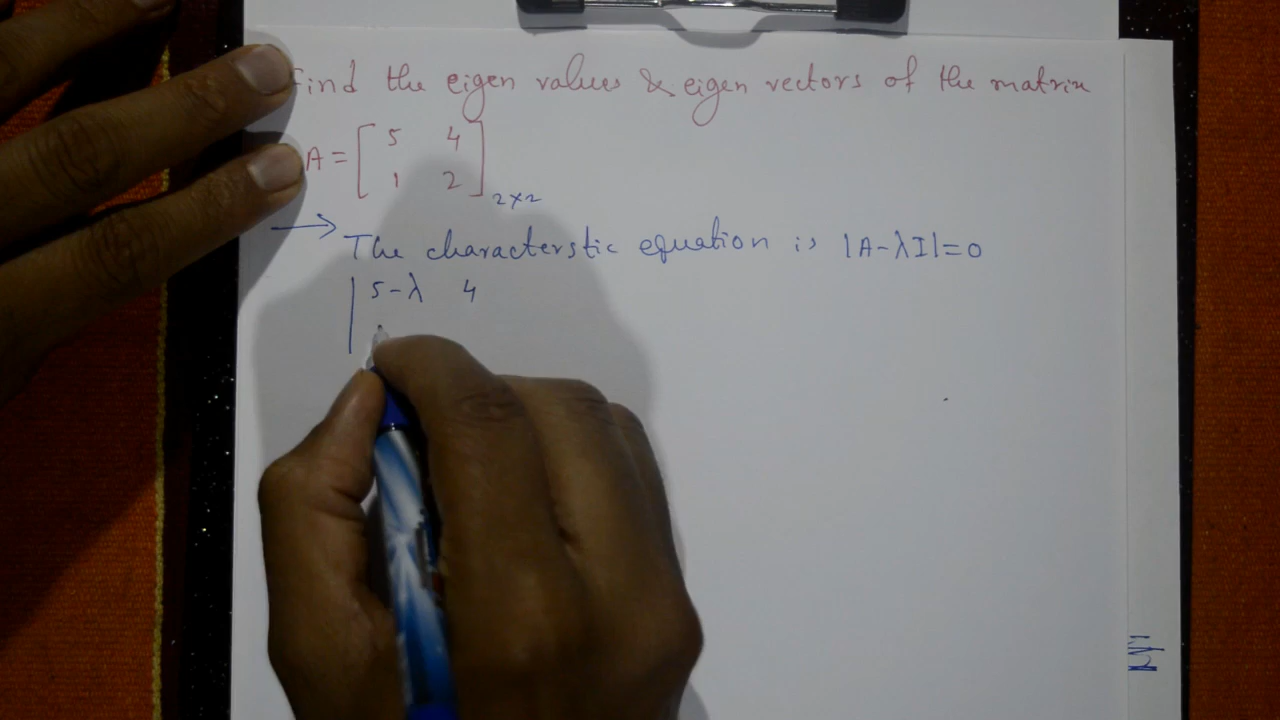 Find the eigen values & eigen vectors of the matrix
A = [ 5 4
1 2 ] 2×2
→ The characterstic equation is |A-λI|=0
| 5-λ 4